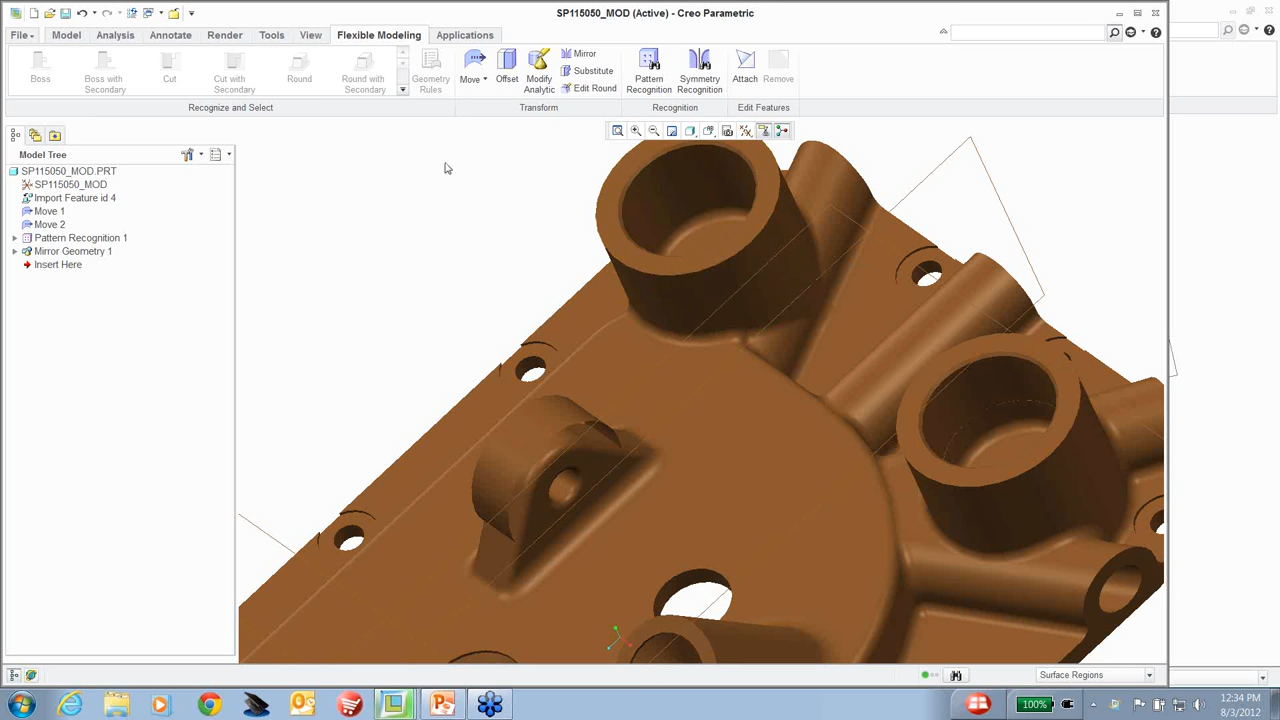 SP115050_MOD (Active) - Creo Parametric
File Model Analysis Annotate Render Tools View Flexible Modeling Applications
Boss
Boss with Secondary
Cut
Cut with Secondary
Round
Round with Secondary
Geometry Rules
Move
Offset
Modify Analytic
Mirror
Substitute
Edit Round
Pattern Recognition
Symmetry Recognition
Attach
Remove
Recognize and Select Transform Recognition Edit Features
Model Tree
SP115050_MOD.PRT
SP115050_MOD
Import Feature id 4
Move 1
Move 2
Pattern Recognition 1
Mirror Geometry 1
Insert Here
Surface Regions
100%
12:34 PM
8/3/2012